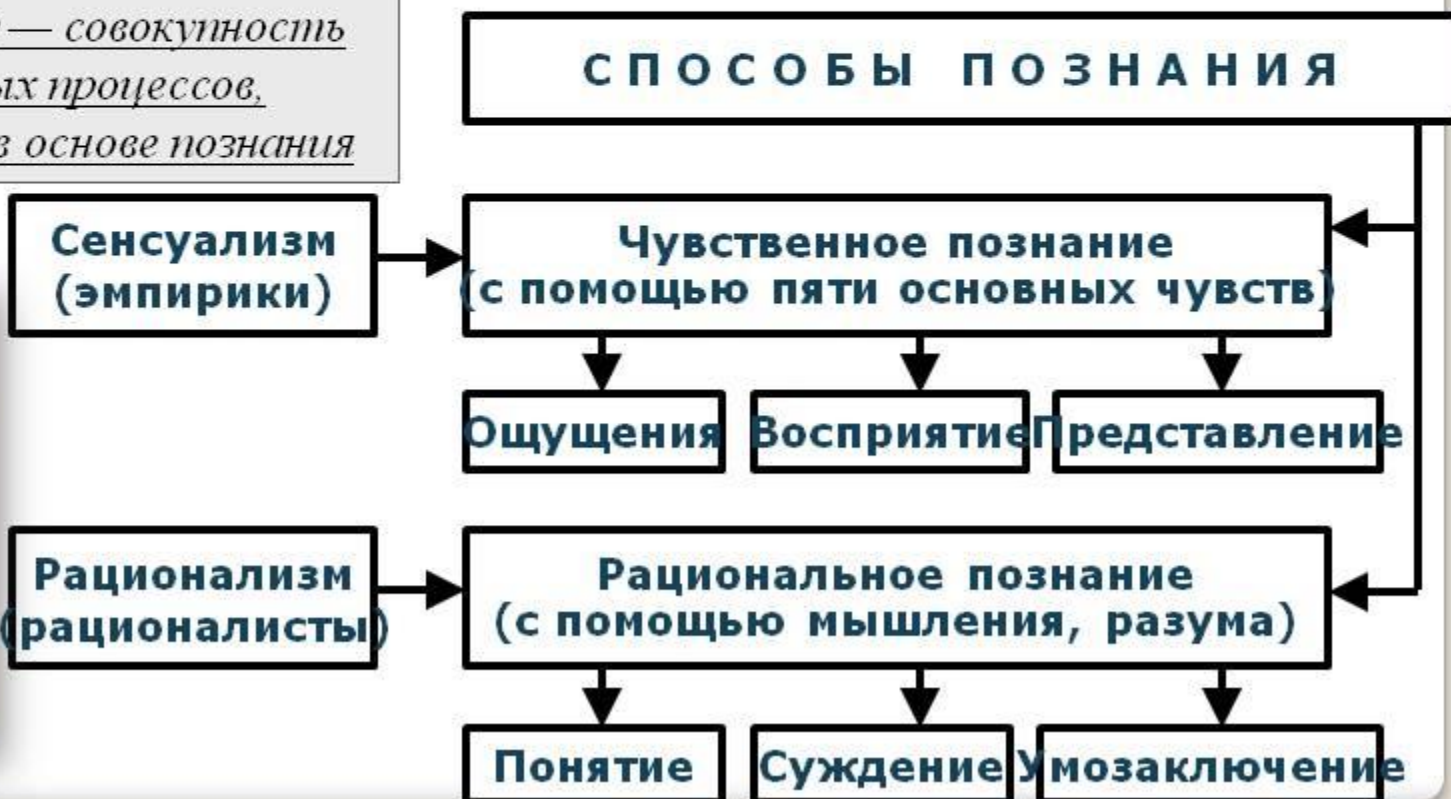 — совокупность
процессов,
в основе познания
СПОСОБЫ ПОЗНАНИЯ
Сенсуализм
(эмпирики)
Чувственное познание
(с помощью пяти основных чувств)
Ощущения
Восприятие
Представление
Рационализм
(рационалисты)
Рациональное познание
(с помощью мышления, разума)
Понятие
Суждение
Умозаключение